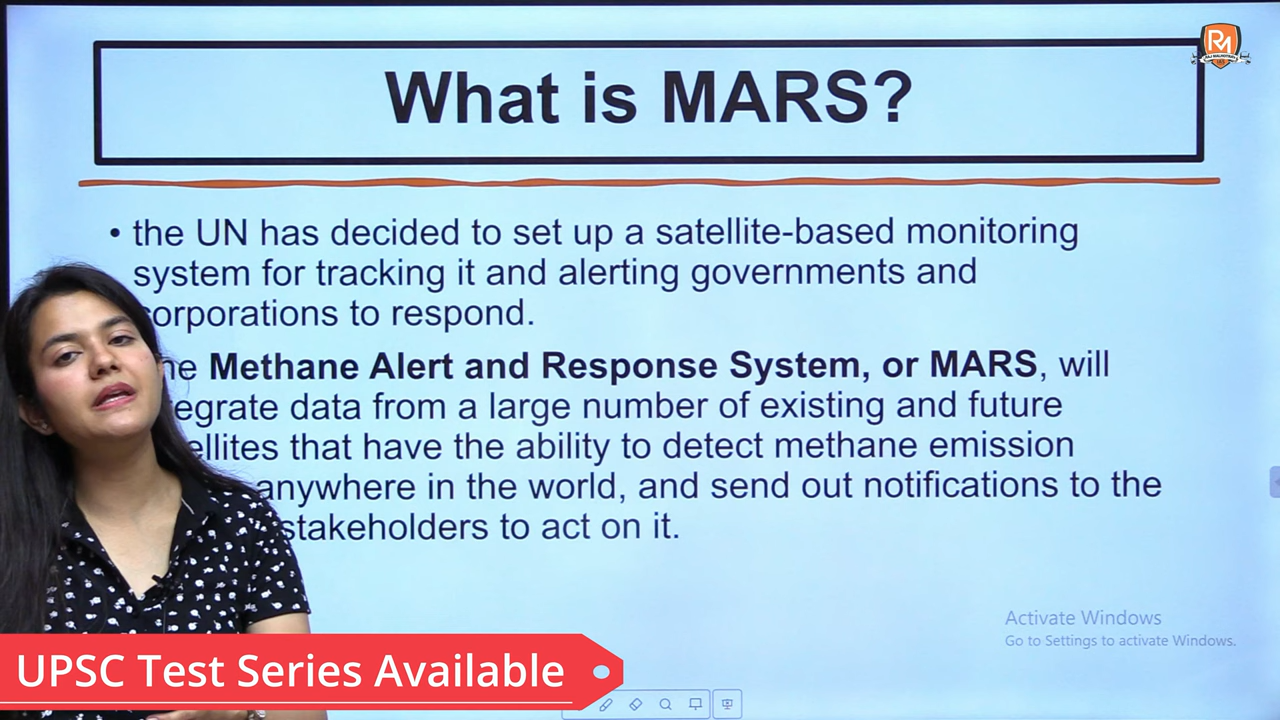 What is MARS?
• the UN has decided to set up a satellite-based monitoring
system for tracking it and alerting governments and
corporations to respond.
Methane Alert and Response System, or MARS, will
data from a large number of existing and future
that have the ability to detect methane emission
anywhere in the world, and send out notifications to the
stakeholders to act on it.
Activate Windows
Go to Settings to activate Windows.
UPSC Test Series Available